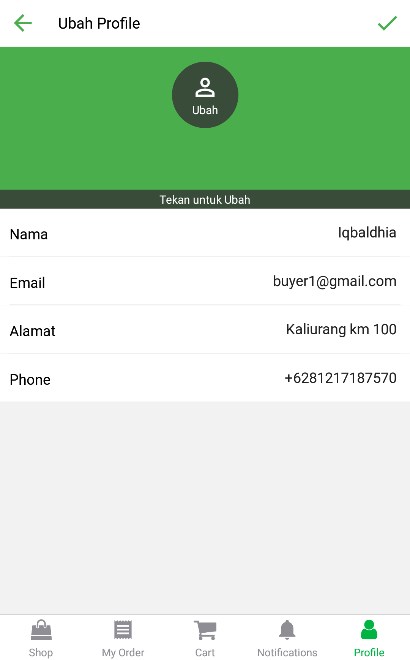 Ubah Profile
Ubah
Tekan untuk Ubah
Nama Iqbaldhia
Email buyer1@gmail.com
Alamat Kaliurang km 100
Phone +6281217187570
Shop My Order Cart Notifications Profile